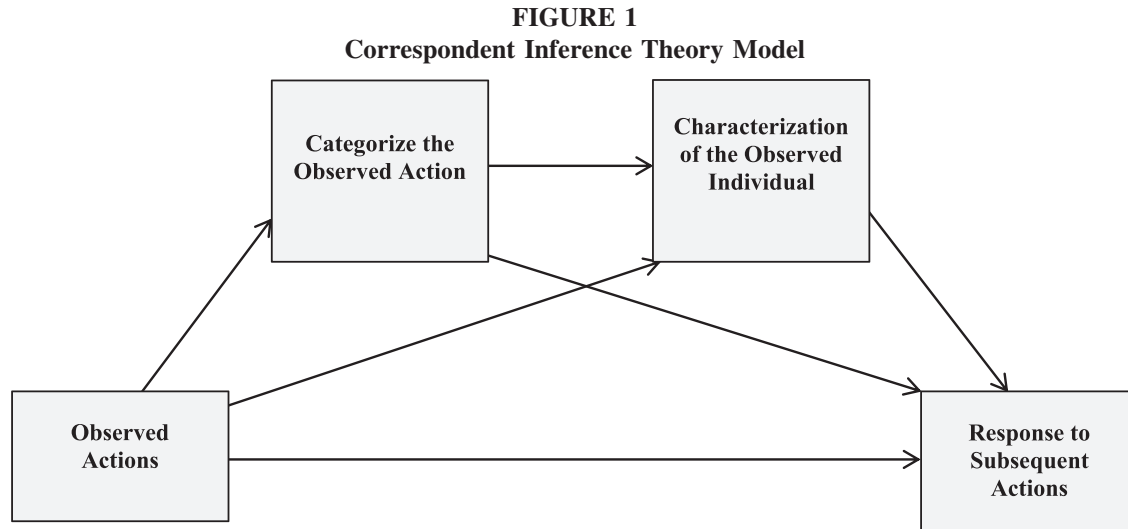 FIGURE 1
Correspondent Inference Theory Model
Categorize the
Observed Action
Characterization
of the Observed
Individual
Observed
Actions
Response to
Subsequent
Actions